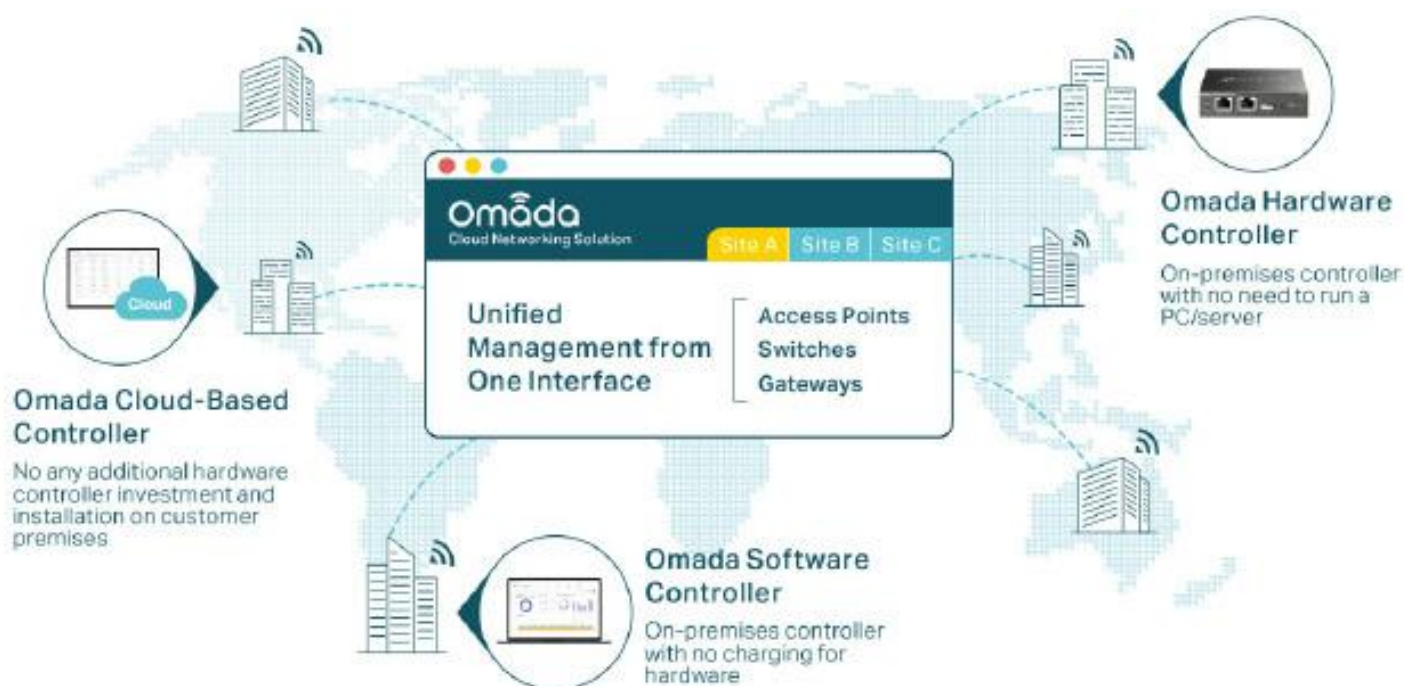 Omada
Cloud Networking Solution
Site A
Site B
Site C
Unified
Management from
One Interface
Access Points
Switches
Gateways
Omada Hardware
Controller
On-premises controller
with no need to run a
PC/server
Cloud
Omada Cloud-Based
Controller
No any additional hardware
controller investment and
installation on customer
premises
Omada Software
Controller
On-premises controller
with no charging for
hardware